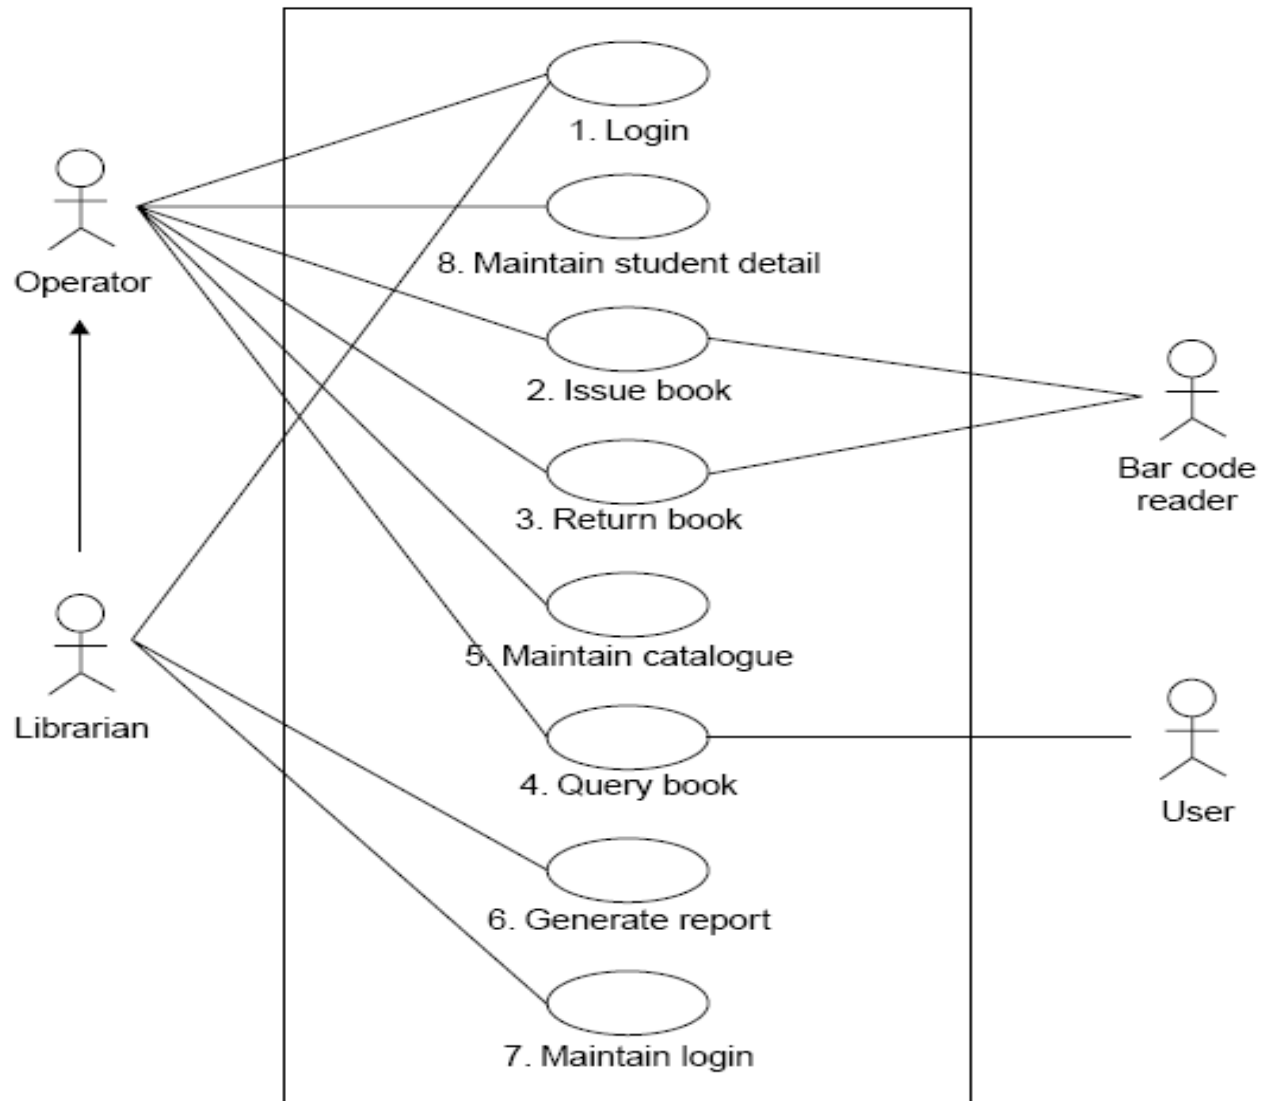 1. Login
8. Maintain student detail
Operator
2. Issue book
Bar code
reader
3. Return book
5. Maintain catalogue
Librarian
4. Query book
User
6. Generate report
7. Maintain login